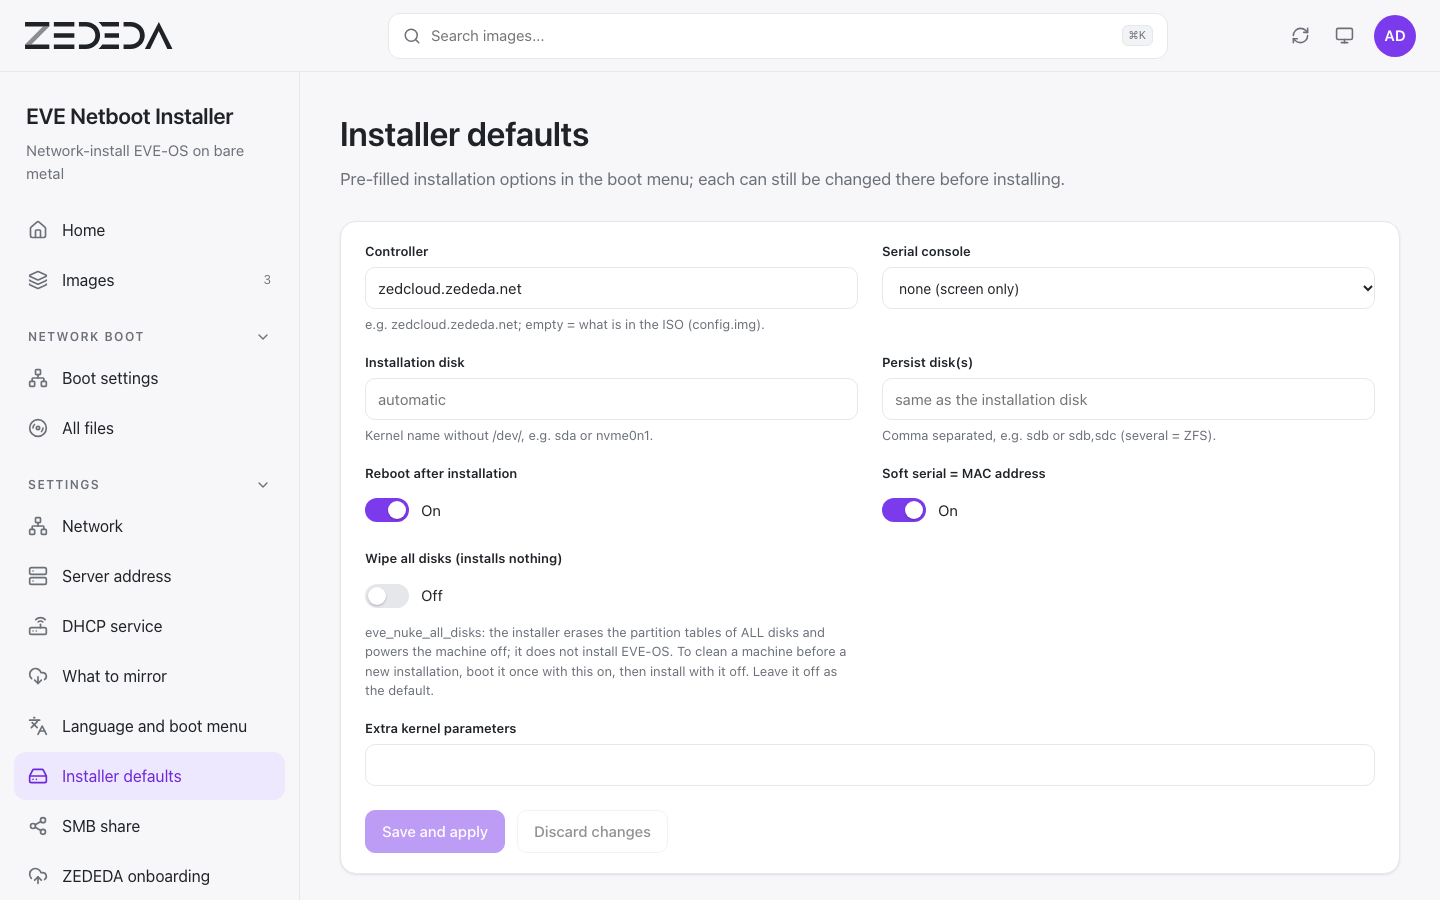 ZEDEDA
Search images...
⌘K
AD
EVE Netboot Installer
Network-install EVE-OS on bare
metal
Home
Images 3
NETWORK BOOT
Boot settings
All files
SETTINGS
Network
Server address
DHCP service
What to mirror
Language and boot menu
Installer defaults
SMB share
ZEDEDA onboarding
Installer defaults
Pre-filled installation options in the boot menu; each can still be changed there before installing.
Controller
zedcloud.zededa.net
e.g. zedcloud.zededa.net; empty = what is in the ISO (config.img).
Serial console
none (screen only)
Installation disk
automatic
Kernel name without /dev/, e.g. sda or nvme0n1.
Persist disk(s)
same as the installation disk
Comma separated, e.g. sdb or sdb,sdc (several = ZFS).
Reboot after installation
On
Soft serial = MAC address
On
Wipe all disks (installs nothing)
Off
eve_nuke_all_disks: the installer erases the partition tables of ALL disks and
powers the machine off; it does not install EVE-OS. To clean a machine before a
new installation, boot it once with this on, then install with it off. Leave it off as
the default.
Extra kernel parameters
Save and apply
Discard changes